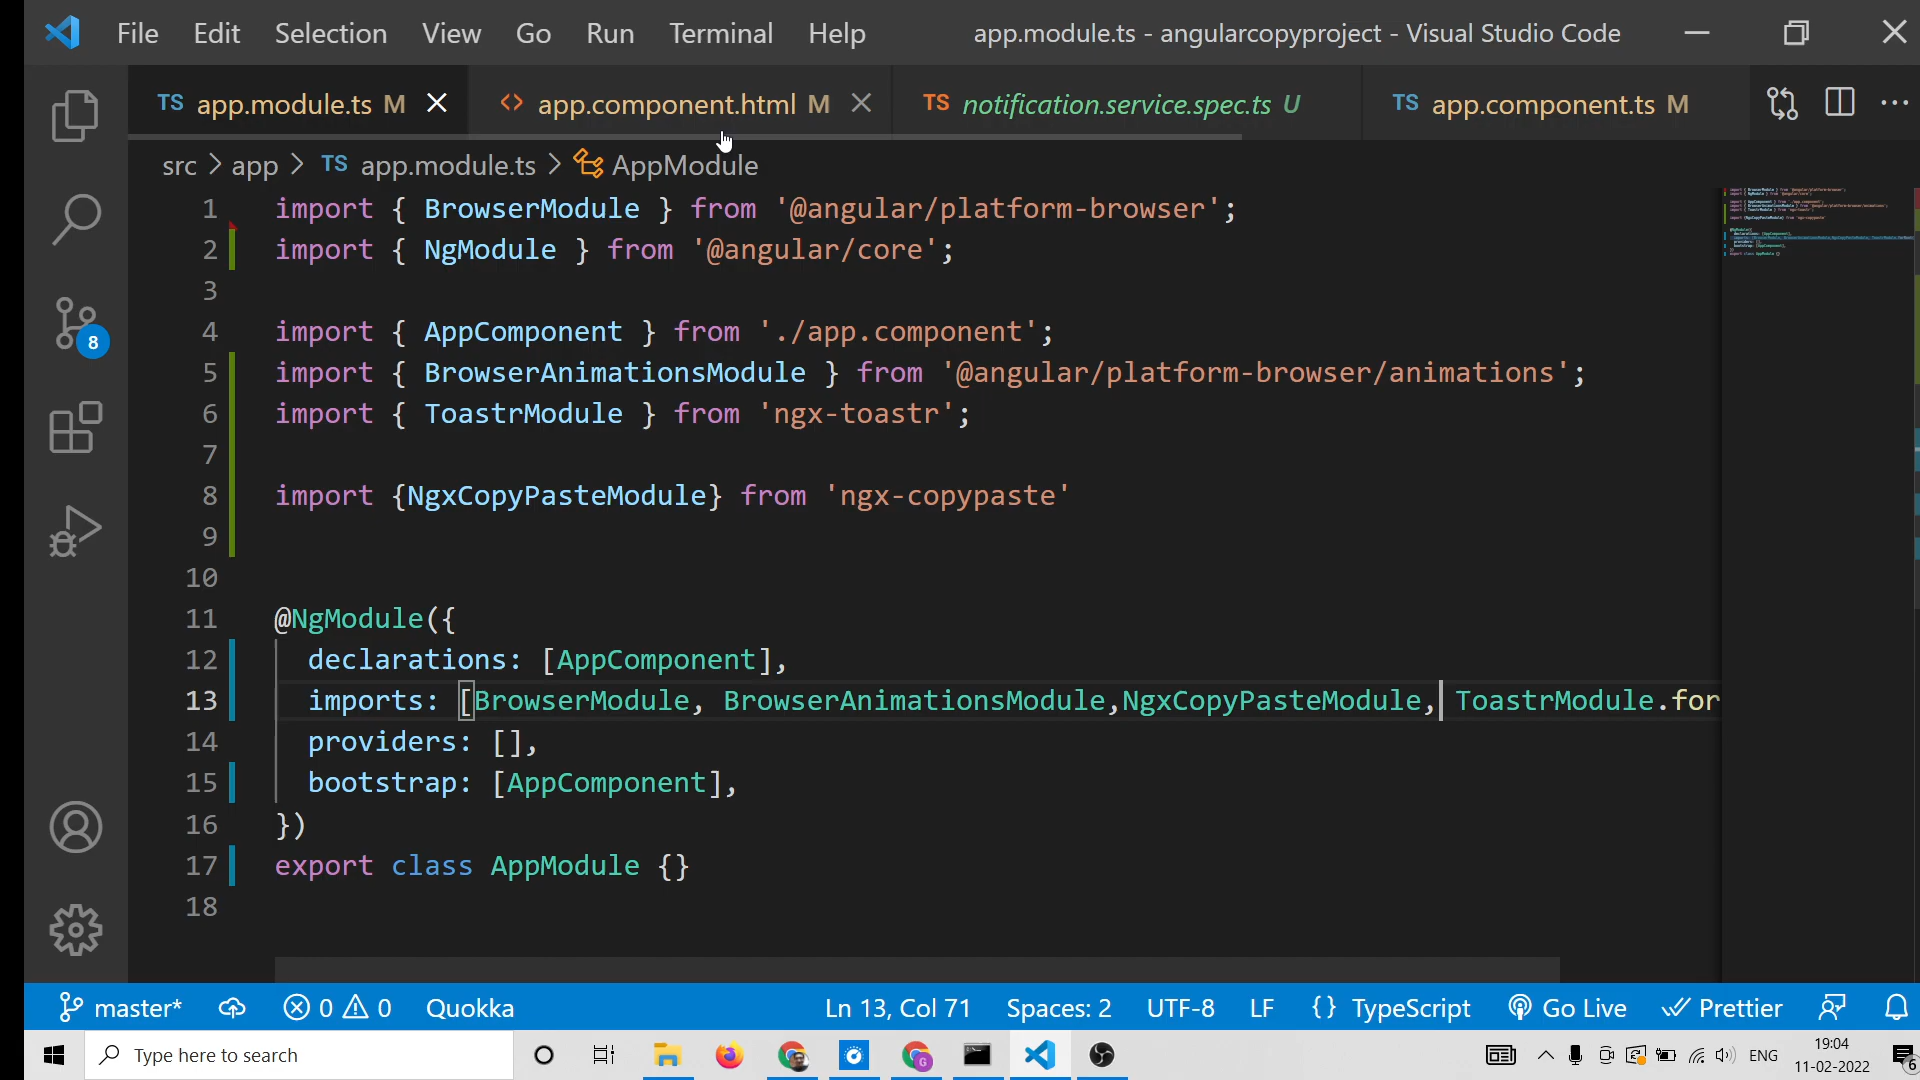 File Edit Selection View Go Run Terminal Help app.module.ts - angularcopyproject - Visual Studio Code
TS app.module.ts M app.component.html M TS notification.service.spec.ts U TS app.component.ts M
src > app > TS app.module.ts > AppModule
1 import { BrowserModule } from '@angular/platform-browser';
2 import { NgModule } from '@angular/core';
3
4 import { AppComponent } from './app.component';
5 import { BrowserAnimationsModule } from '@angular/platform-browser/animations';
6 import { ToastrModule } from 'ngx-toastr';
7
8 import {NgxCopyPasteModule} from 'ngx-copypaste'
9
10
11 @NgModule({
12 declarations: [AppComponent],
13 imports: [BrowserModule, BrowserAnimationsModule,NgxCopyPasteModule, ToastrModule.for
14 providers: [],
15 bootstrap: [AppComponent],
16 })
17 export class AppModule {}
18
8
master* 0 0 Quokka Ln 13, Col 71 Spaces: 2 UTF-8 LF {} TypeScript Go Live Prettier
Type here to search ENG 19:04
11-02-2022 6